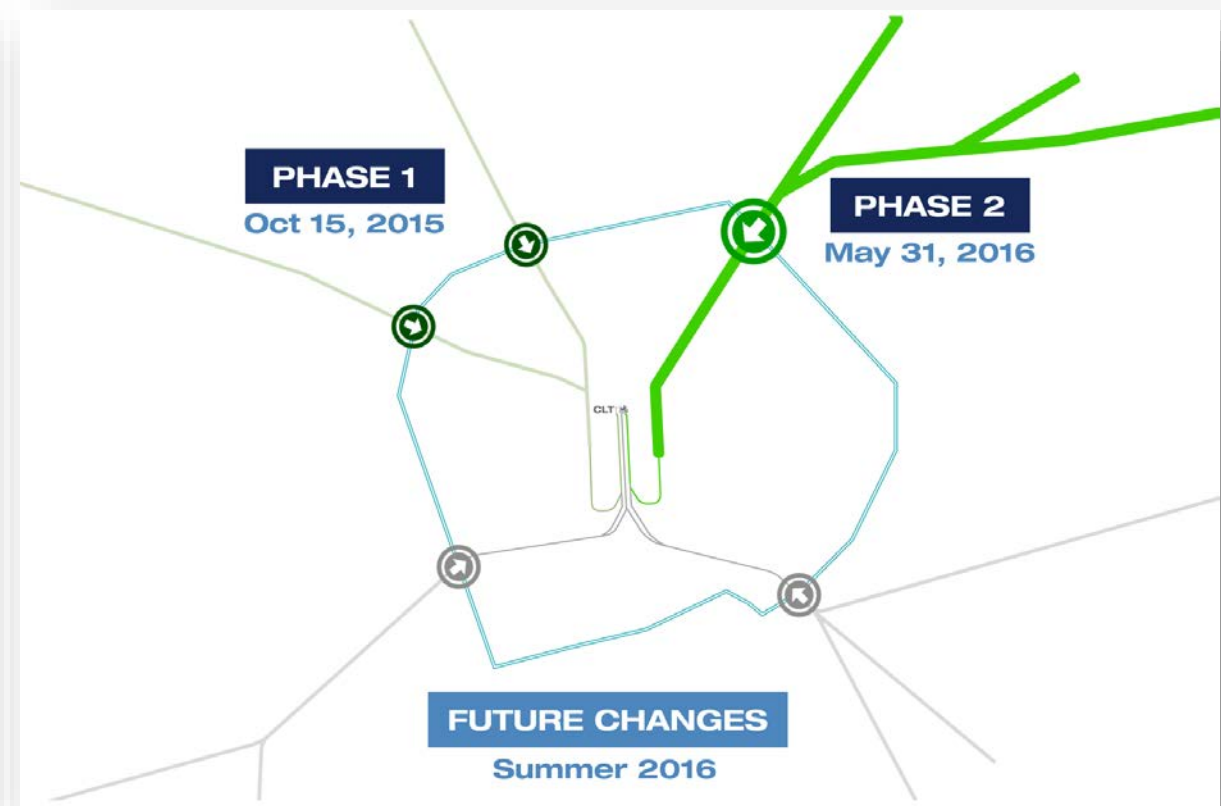 PHASE 1
Oct 15, 2015
PHASE 2
May 31, 2016
CLT
FUTURE CHANGES
Summer 2016